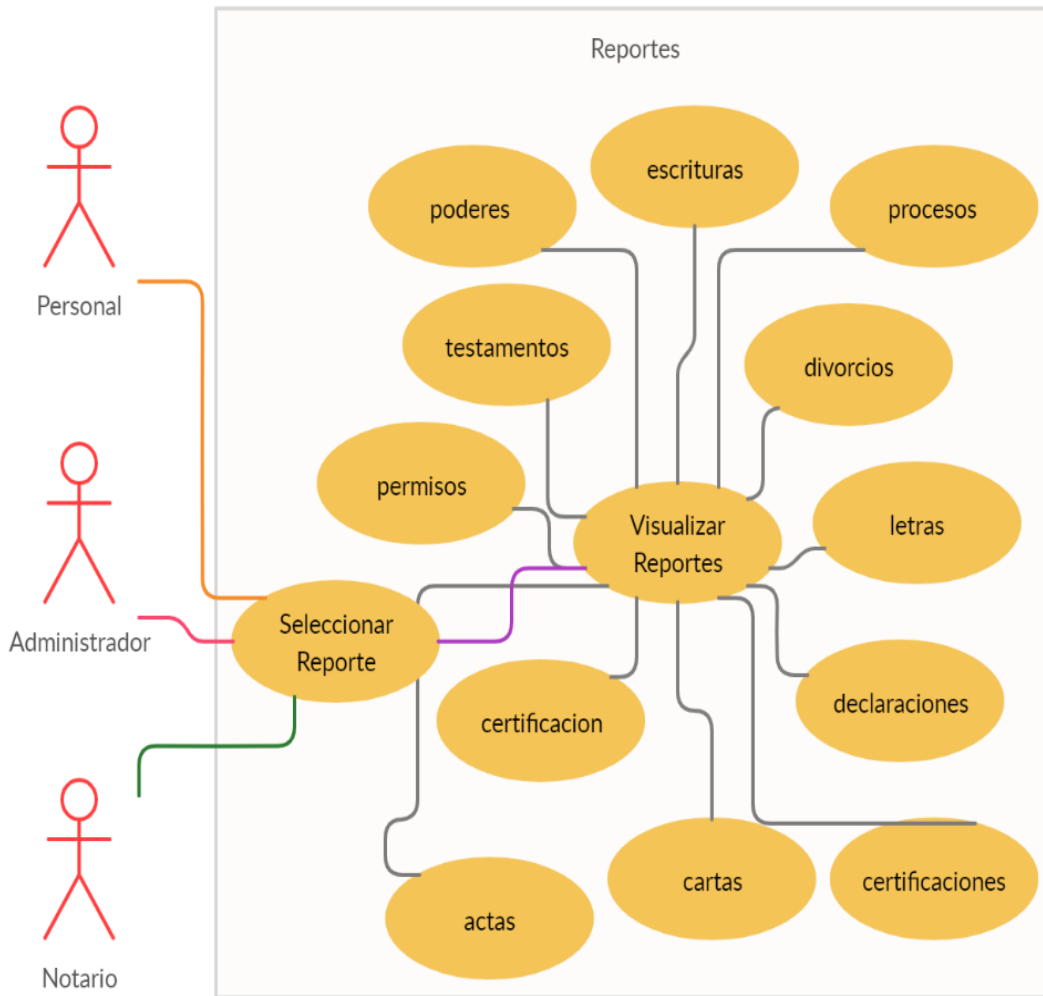 Reportes
escrituras
poderes
procesos
Personal
testamentos
divorcios
permisos
Visualizar
Reportes
letras
Seleccionar
Reporte
Administrador
certificacion
declaraciones
cartas
certificaciones
actas
Notario